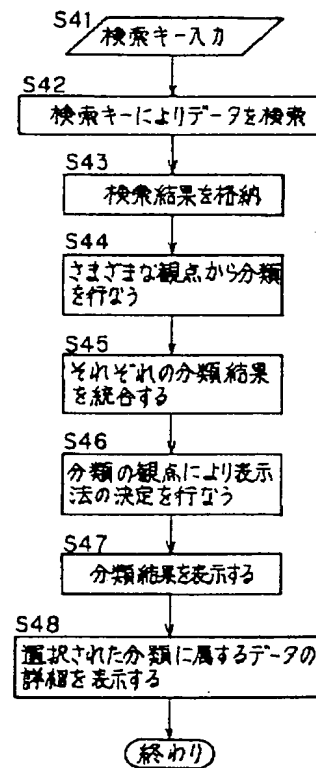 S41
検索キー入力
S42
検索キーによりデータを検索
S43
検索結果を格納
S44
さまざまな観点から分類
を行なう
S45
それぞれの分類結果
を統合する
S46
分類の観点により表示
法の決定を行なう
S47
分類結果を表示する
S48
選択された分類に属するデータの
詳細を表示する
終わり